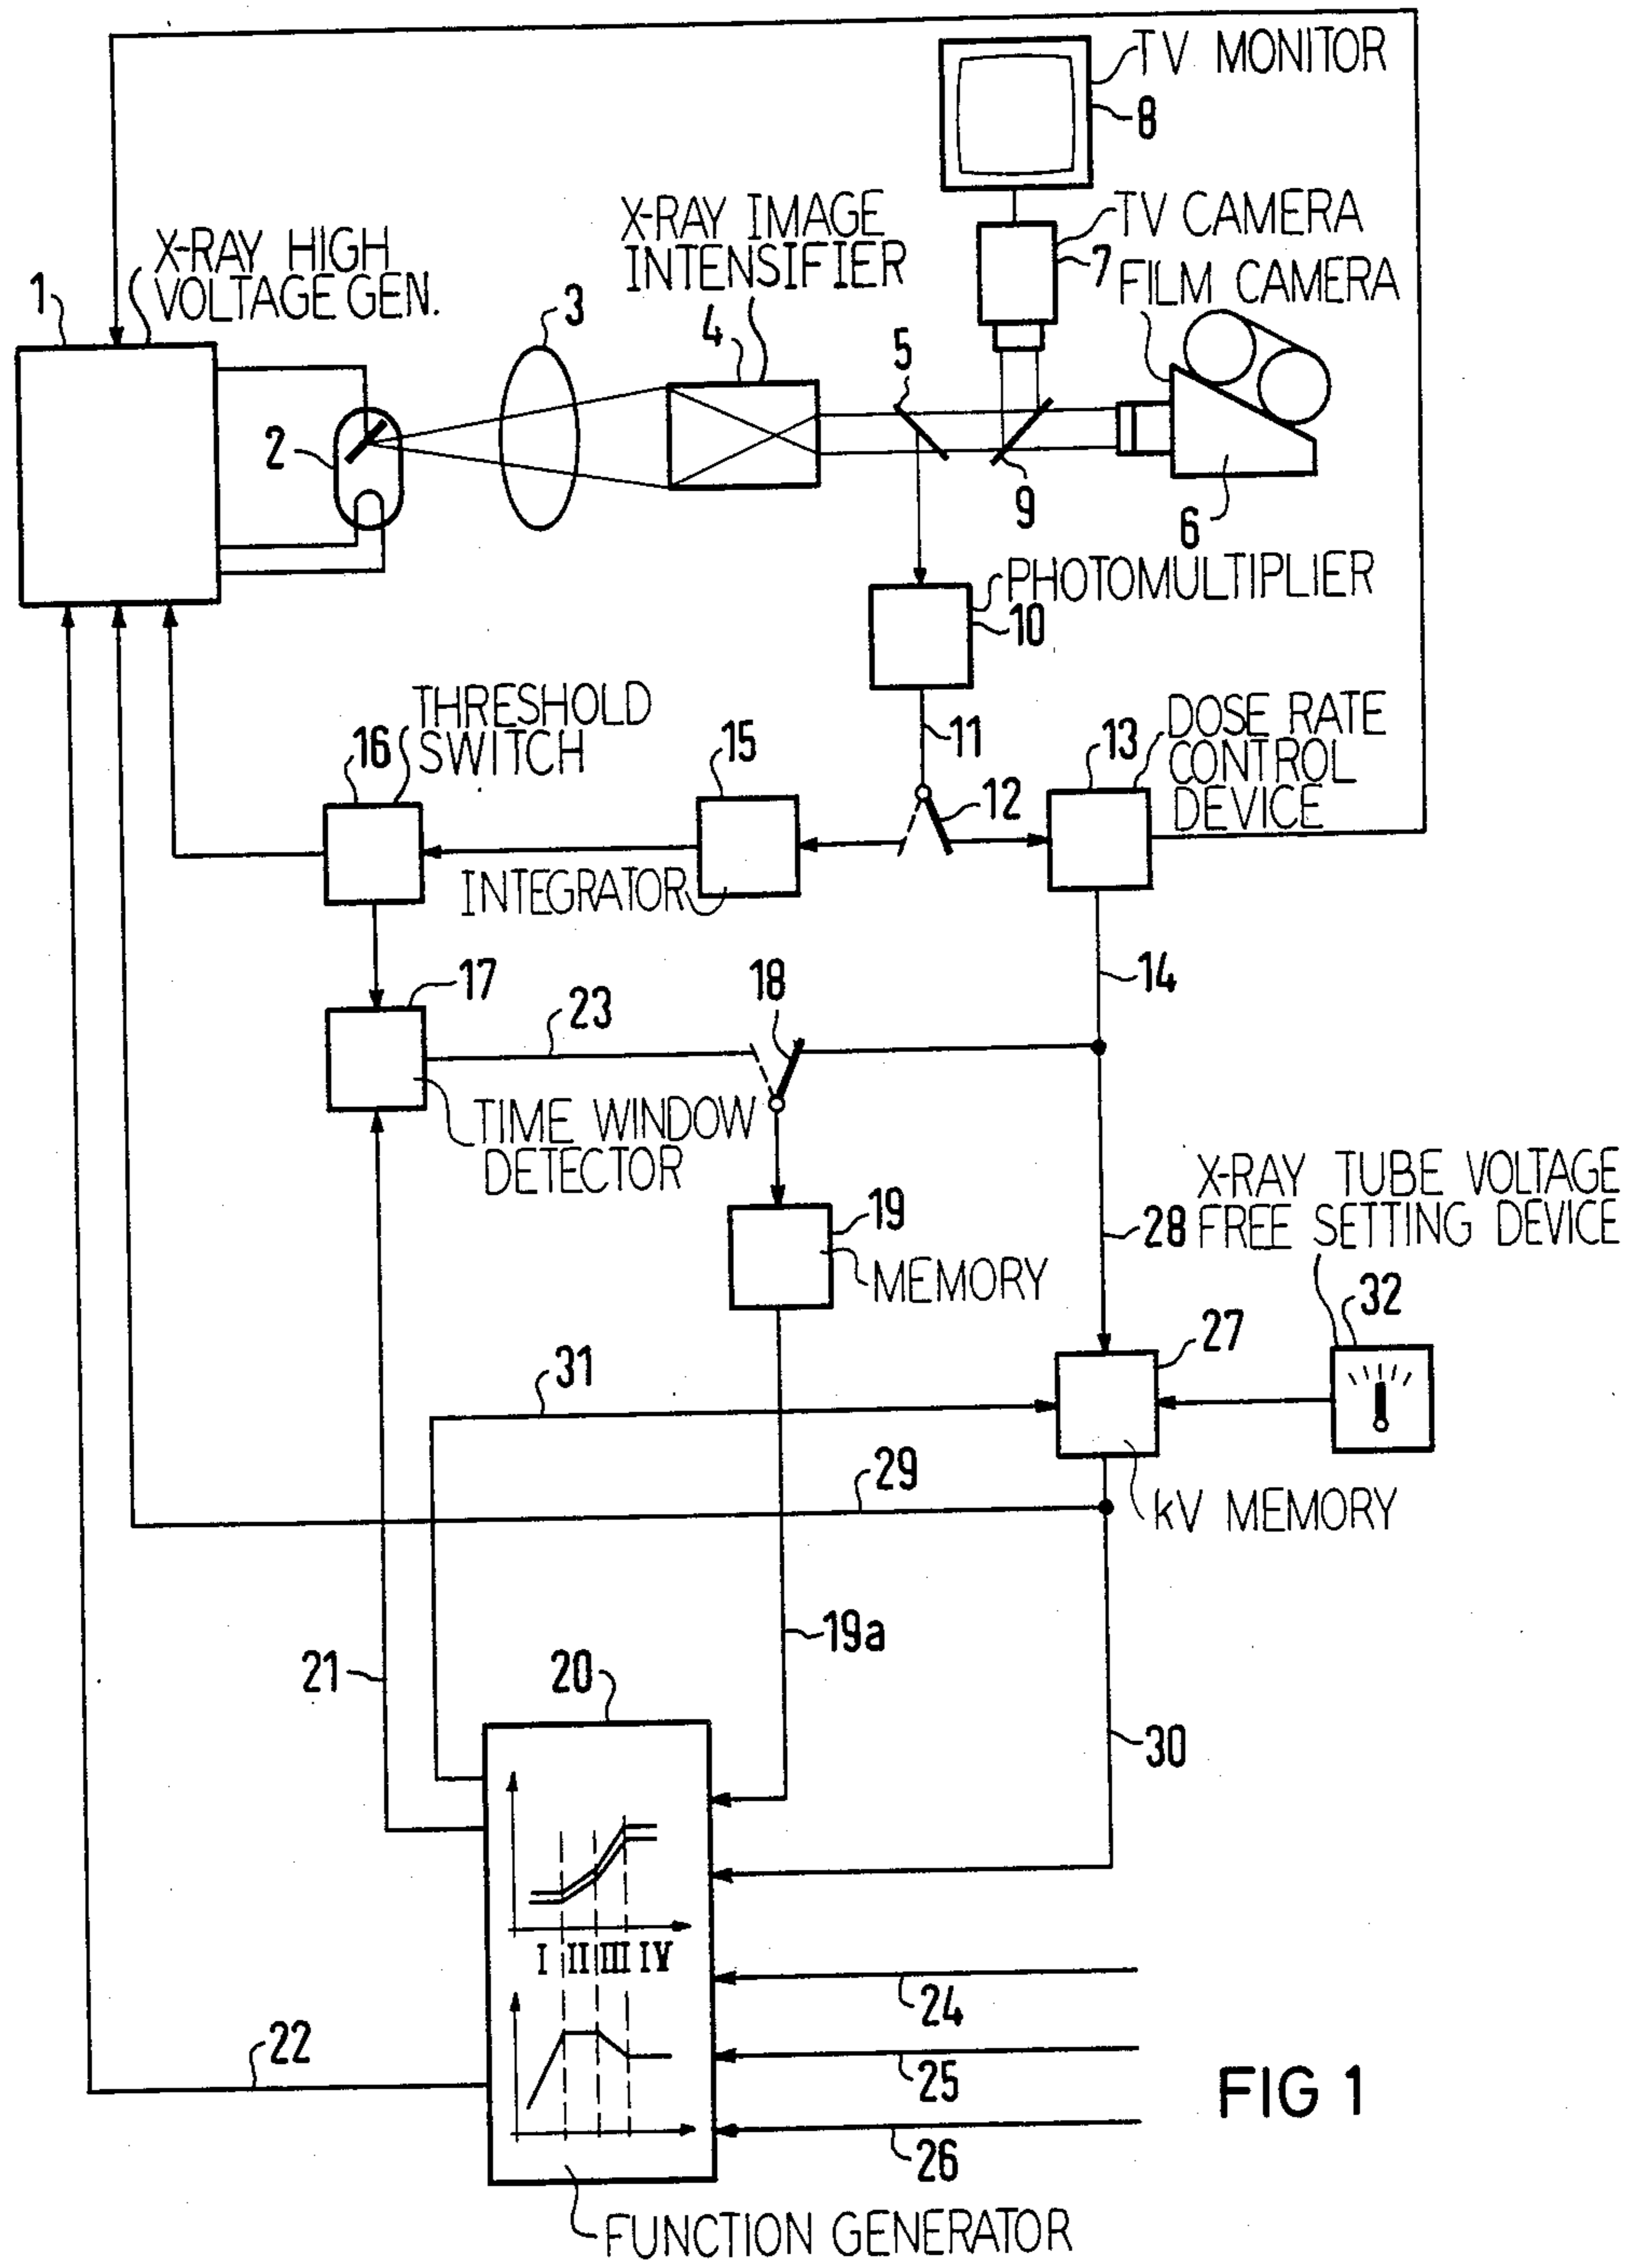 TV MONITOR
8
X-RAY IMAGE
INTENSIFIER
4
TV CAMERA
7
FILM CAMERA
X-RAY HIGH
VOLTAGE GEN.
1
3
5
2
9
6
PHOTOMULTIPLIER
10
11
THRESHOLD
SWITCH
16
15
12
13
DOSE RATE
CONTROL
DEVICE
INTEGRATOR
14
17
23
18
TIME WINDOW
DETECTOR
19
MEMORY
28
X-RAY TUBE VOLTAGE
FREE SETTING DEVICE
32
27
31
29
kV MEMORY
19a
21
20
30
I II III IV
24
22
25
26
FUNCTION GENERATOR
FIG 1